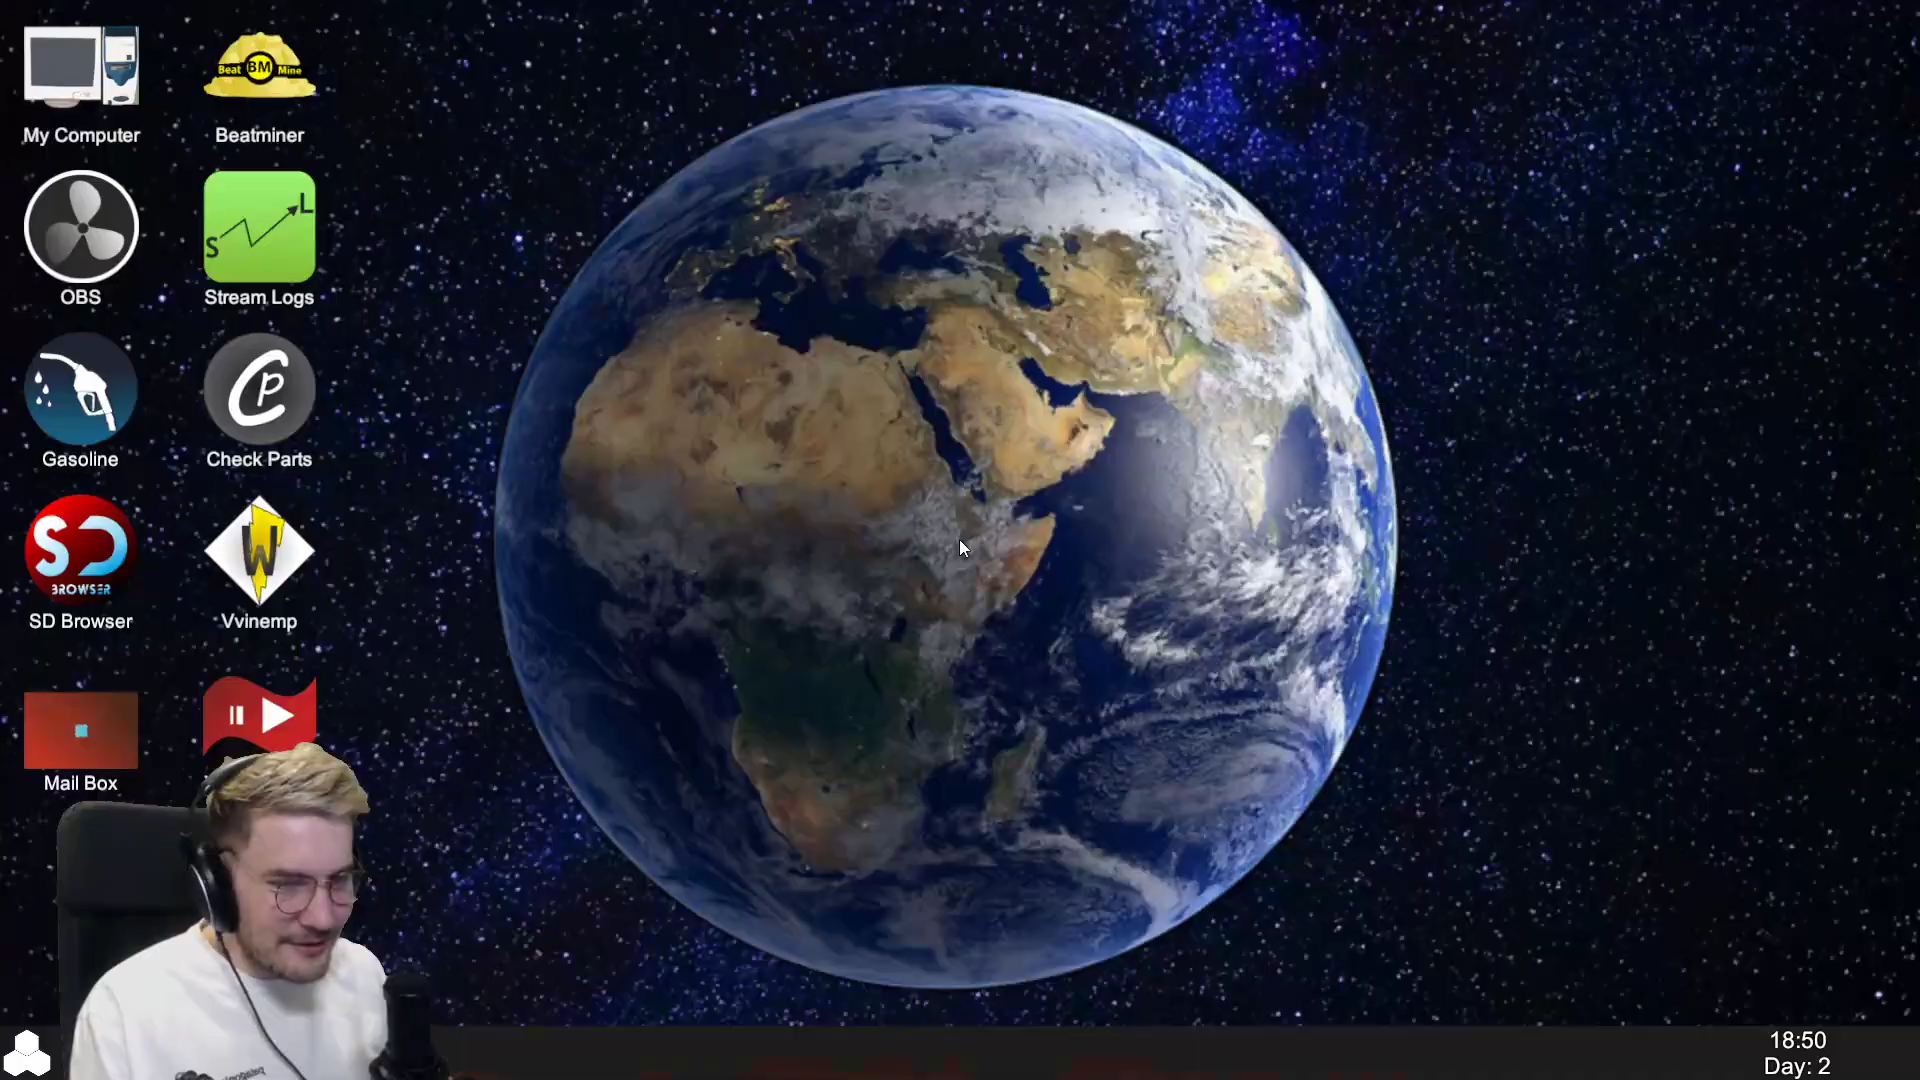 My Computer
Beat BM Mine
Beatminer
OBS
S L
Stream Logs
Gasoline
CP
Check Parts
SD
BROWSER
SD Browser
W
Vvinemp
Mail Box
18:50
Day: 2